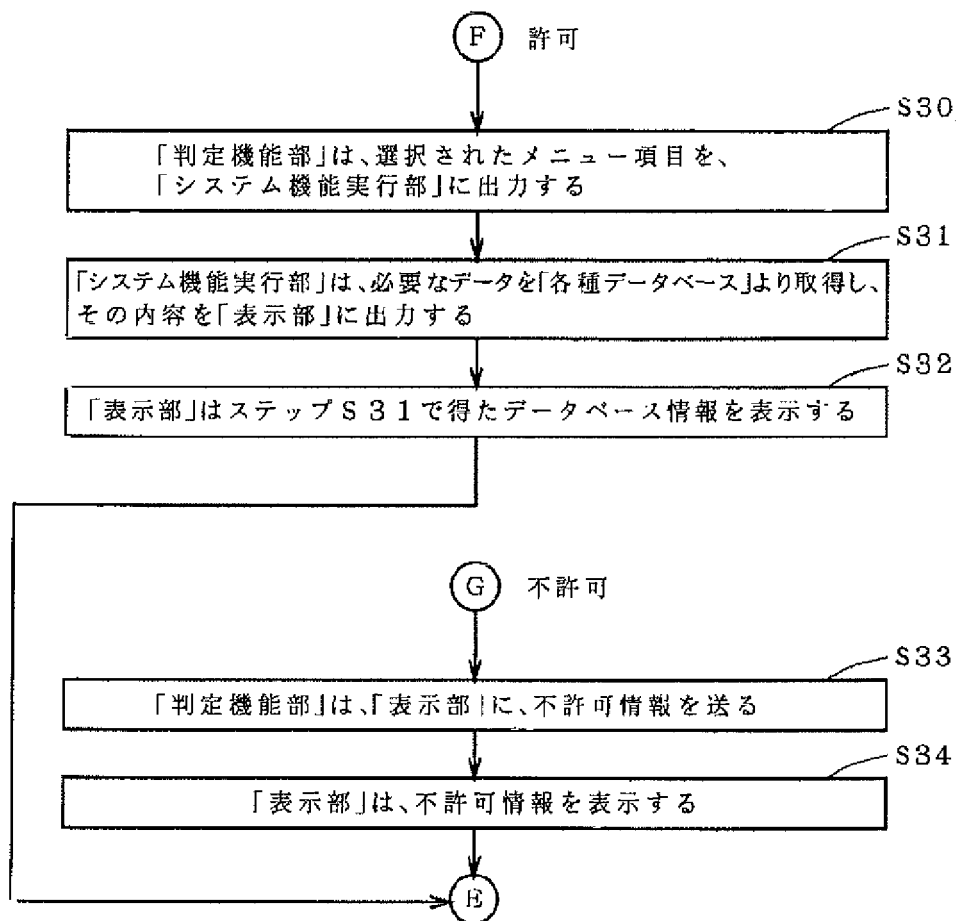 F 許可
S30
「判定機能部」は、選択されたメニュー項目を、
「システム機能実行部」に出力する
S31
「システム機能実行部」は、必要なデータを「各種データベース」より取得し、
その内容を「表示部」に出力する
S32
「表示部」はステップS31で得たデータベース情報を表示する
G 不許可
S33
「判定機能部」は、「表示部」に、不許可情報を送る
S34
「表示部」は、不許可情報を表示する
E